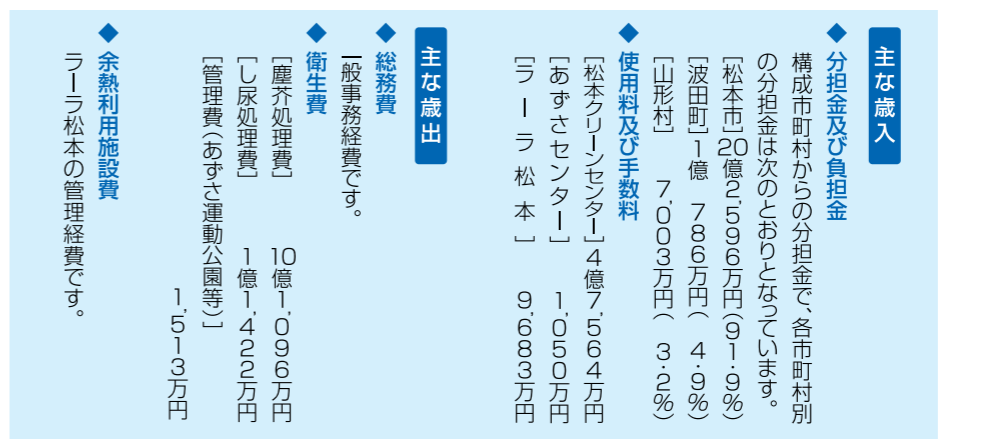 主な歳入
◆分担金及び負担金
構成市町村からの分担金で、各市町村別
の分担金は次のとおりとなっています。
［松本市］20億2,596万円（91.9％）
［波田町］1億　786万円（　4.9％）
［山形村］　　7,003万円（　3.2％）
◆使用料及び手数料
［松本クリーンセンター］4億7,564万円
［あずさセンター］　1,050万円
［ラーラ松本］　9,683万円
主な歳出
◆総務費
一般事務経費です。
◆衛生費
［塵芥処理費］　10億1,096万円
［し尿処理費］　1億1,422万円
［管理費（あずさ運動公園等）］
1,513万円
◆余熱利用施設費
ラーラ松本の管理経費です。